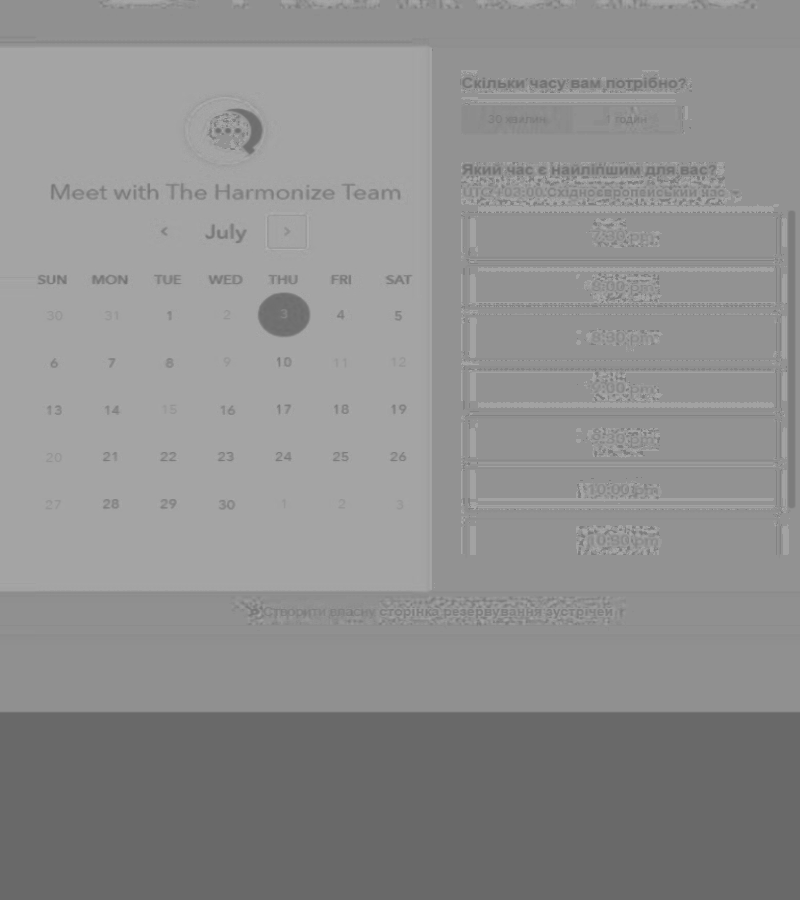 Meet with The Harmonize Team
‹ July ›
SUN MON TUE WED THU FRI SAT
30 31 1 2 3 4 5
6 7 8 9 10 11 12
13 14 15 16 17 18 19
20 21 22 23 24 25 26
27 28 29 30 1 2 3
Скільки часу вам потрібно?
30 хвилин 1 годин
Який час є найліпшим для вас?
UTC +03:00 Східноєвропейський час
8:00 pm
8:30 pm
9:00 pm
9:30 pm
10:00 pm
10:30 pm
Створити власну сторінка резервування зустрічей